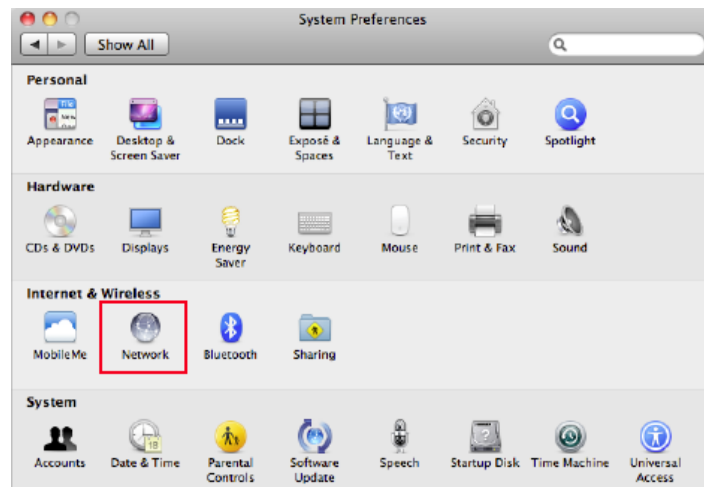 System Preferences
Show All
Personal
Appearance
Desktop &
Screen Saver
Dock
Exposé &
Spaces
Language &
Text
Security
Spotlight
Hardware
CDs & DVDs
Displays
Energy
Saver
Keyboard
Mouse
Print & Fax
Sound
Internet & Wireless
MobileMe
Network
Bluetooth
Sharing
System
Accounts
Date & Time
Parental
Controls
Software
Update
Speech
Startup Disk
Time Machine
Universal
Access